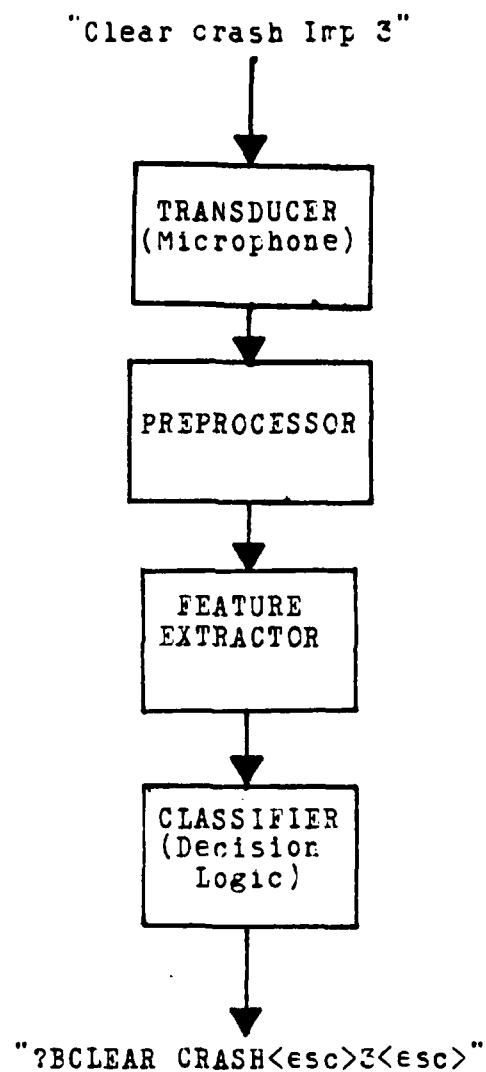 "Clear crash Imp 3"
TRANSDUCER
(Microphone)
PREPROCESSOR
FEATURE
EXTRACTOR
CLASSIFIER
(Decision
Logic)
"?BCLEAR CRASH<esc>3<esc>"